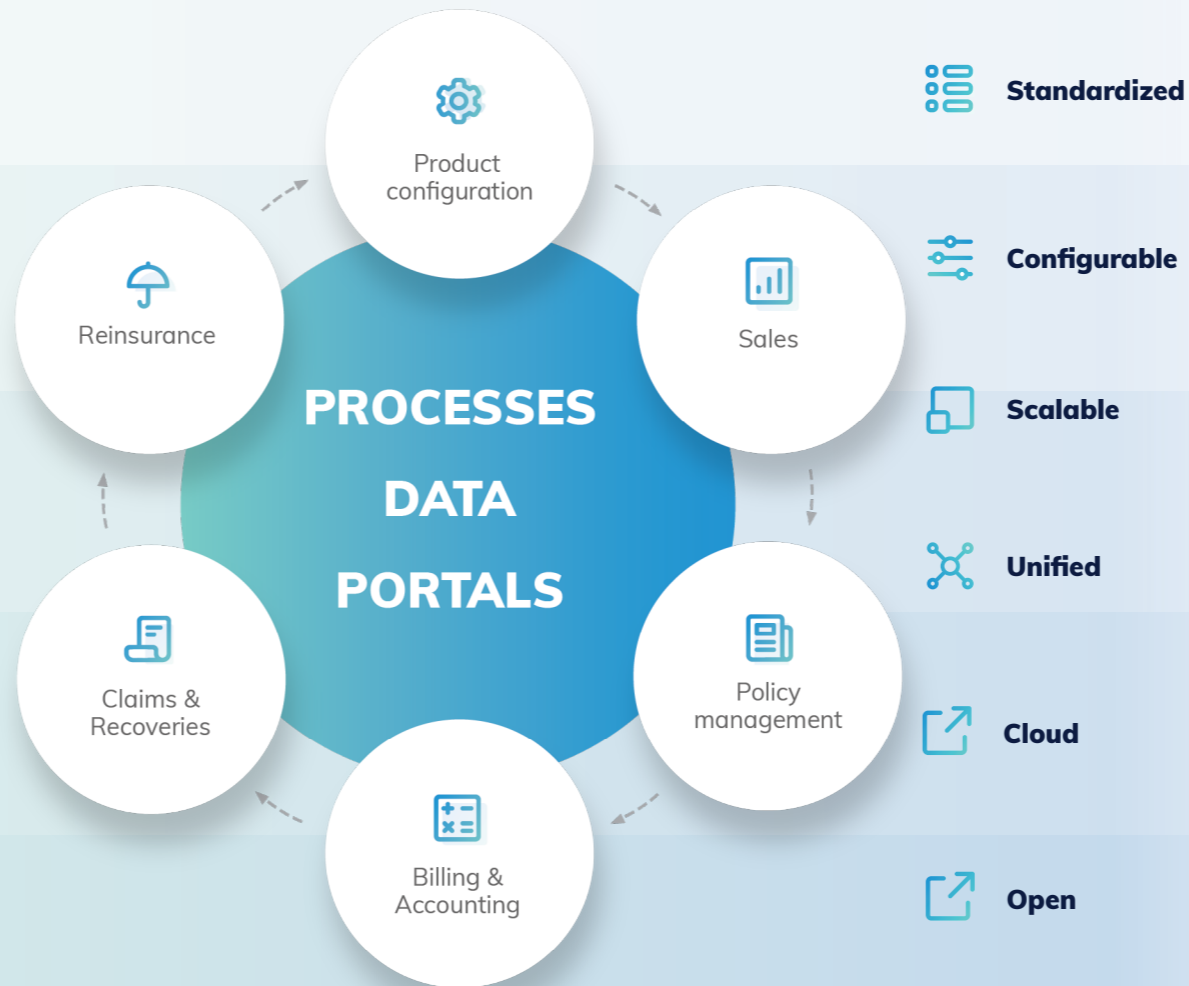 Product
configuration
Sales
Policy
management
Billing &
Accounting
Claims &
Recoveries
Reinsurance
PROCESSES
DATA
PORTALS
Standardized
Configurable
Scalable
Unified
Cloud
Open